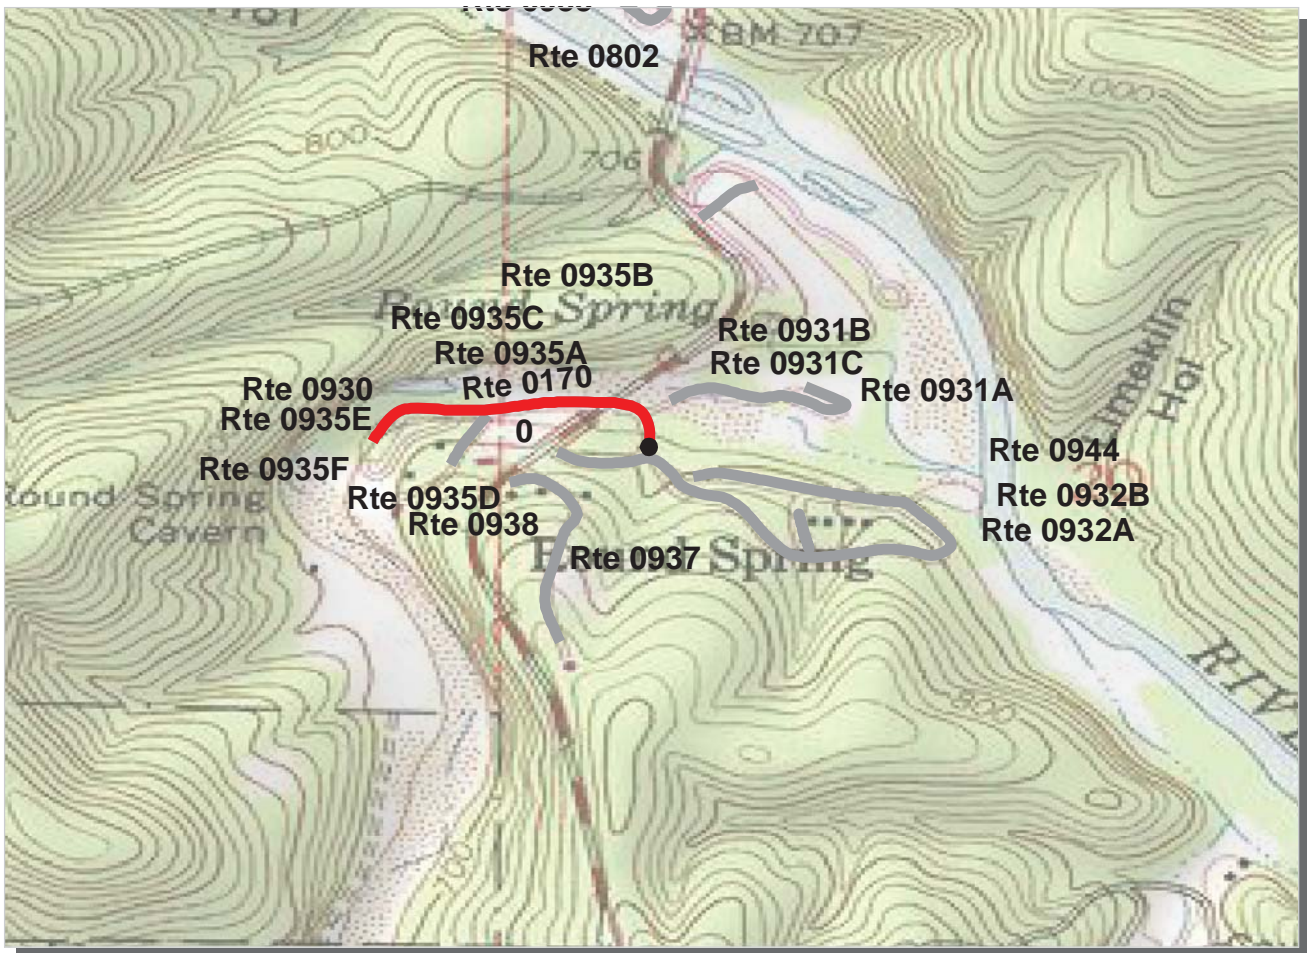 Rte 0802
BM 707
1000
800
706
Rte 0935B
Round Spring
Rte 0935C
Rte 0931B
Rte 0935A
Rte 0931C
Rte 0170
Rte 0930
Rte 0931A
Rte 0935E
0
Rte 0944
Rte 0935F
30
Rte 0932B
Round Spring
Cavern
Rte 0935D
Rte 0938
Rte 0932A
Round Spring
Rte 0937
800
700